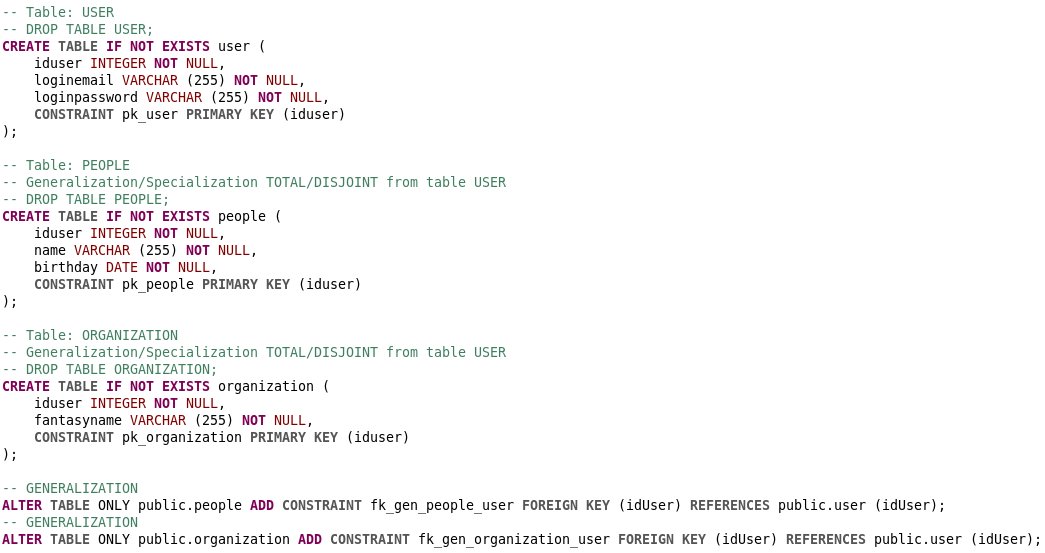 -- Table: USER
-- DROP TABLE USER;
CREATE TABLE IF NOT EXISTS user (
    iduser INTEGER NOT NULL,
    loginemail VARCHAR (255) NOT NULL,
    loginpassword VARCHAR (255) NOT NULL,
    CONSTRAINT pk_user PRIMARY KEY (iduser)
);

-- Table: PEOPLE
-- Generalization/Specialization TOTAL/DISJOINT from table USER
-- DROP TABLE PEOPLE;
CREATE TABLE IF NOT EXISTS people (
    iduser INTEGER NOT NULL,
    name VARCHAR (255) NOT NULL,
    birthday DATE NOT NULL,
    CONSTRAINT pk_people PRIMARY KEY (iduser)
);

-- Table: ORGANIZATION
-- Generalization/Specialization TOTAL/DISJOINT from table USER
-- DROP TABLE ORGANIZATION;
CREATE TABLE IF NOT EXISTS organization (
    iduser INTEGER NOT NULL,
    fantasyname VARCHAR (255) NOT NULL,
    CONSTRAINT pk_organization PRIMARY KEY (iduser)
);

-- GENERALIZATION
ALTER TABLE ONLY public.people ADD CONSTRAINT fk_gen_people_user FOREIGN KEY (idUser) REFERENCES public.user (idUser);
-- GENERALIZATION
ALTER TABLE ONLY public.organization ADD CONSTRAINT fk_gen_organization_user FOREIGN KEY (idUser) REFERENCES public.user (idUser);